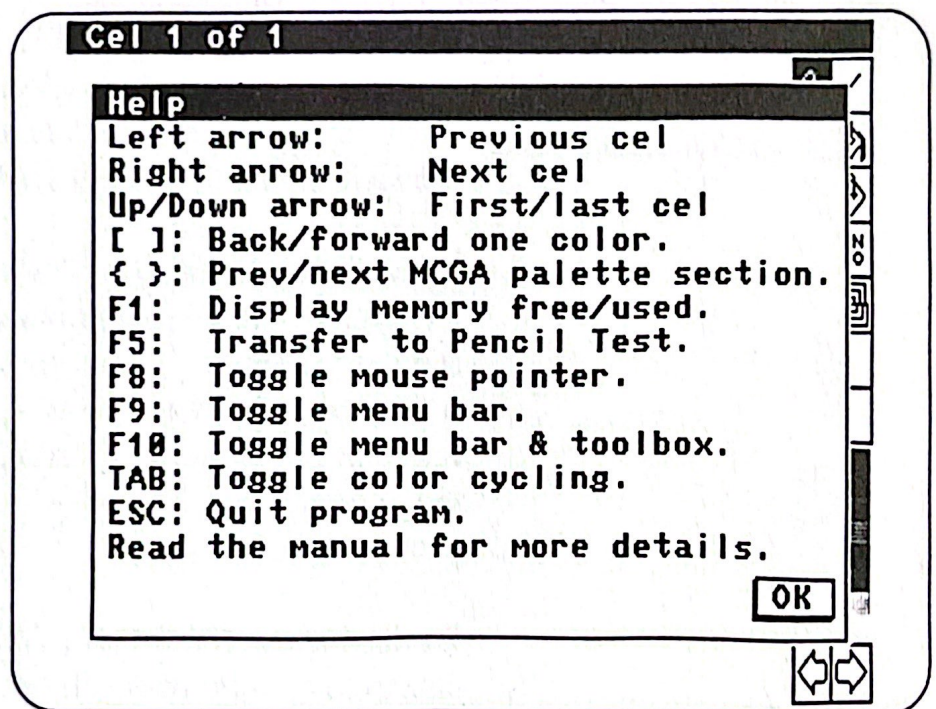 Cel 1 of 1
Help
Left arrow: Previous cel
Right arrow: Next cel
Up/Down arrow: First/last cel
[ ]: Back/forward one color.
{ }: Prev/next MCGA palette section.
F1: Display memory free/used.
F5: Transfer to Pencil Test.
F8: Toggle mouse pointer.
F9: Toggle menu bar.
F10: Toggle menu bar & toolbox.
TAB: Toggle color cycling.
ESC: Quit program.
Read the manual for more details.
NO
OK